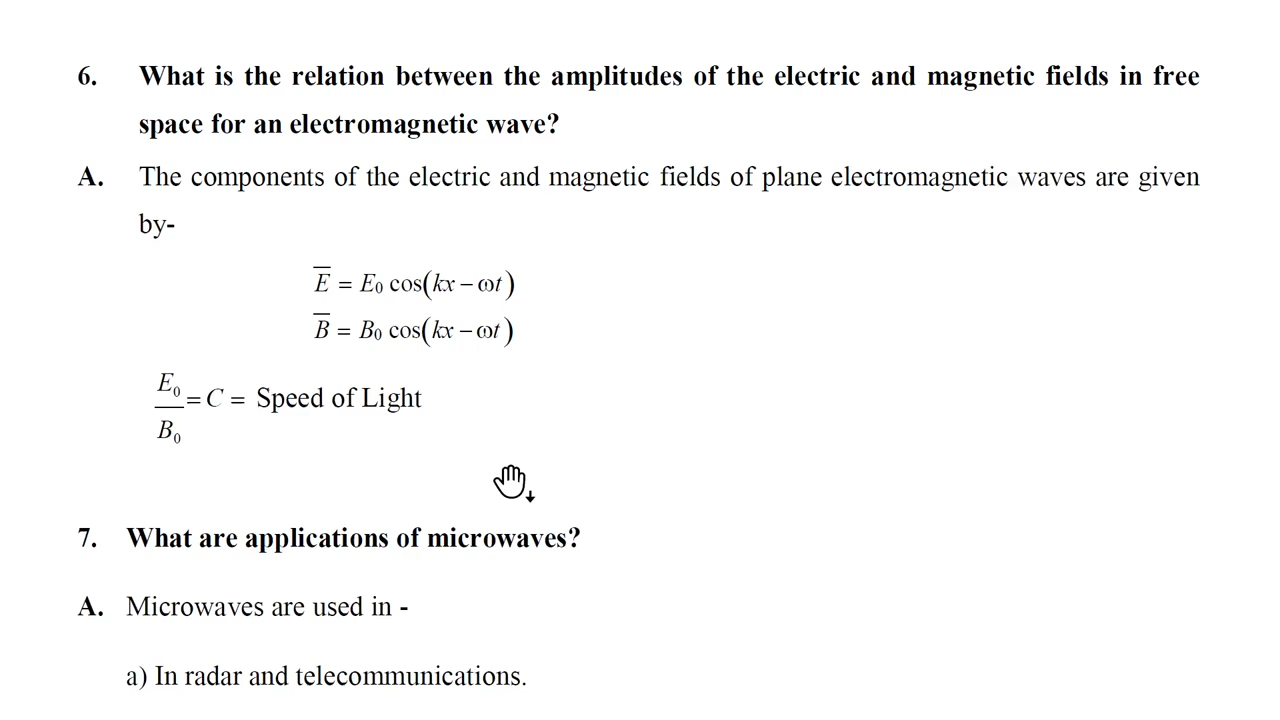 6. What is the relation between the amplitudes of the electric and magnetic fields in free
space for an electromagnetic wave?
A. The components of the electric and magnetic fields of plane electromagnetic waves are given
by-
E̅ = E₀ cos(kx − ωt)
B̅ = B₀ cos(kx − ωt)
E₀/B₀ = C = Speed of Light
7. What are applications of microwaves?
A. Microwaves are used in -
a) In radar and telecommunications.